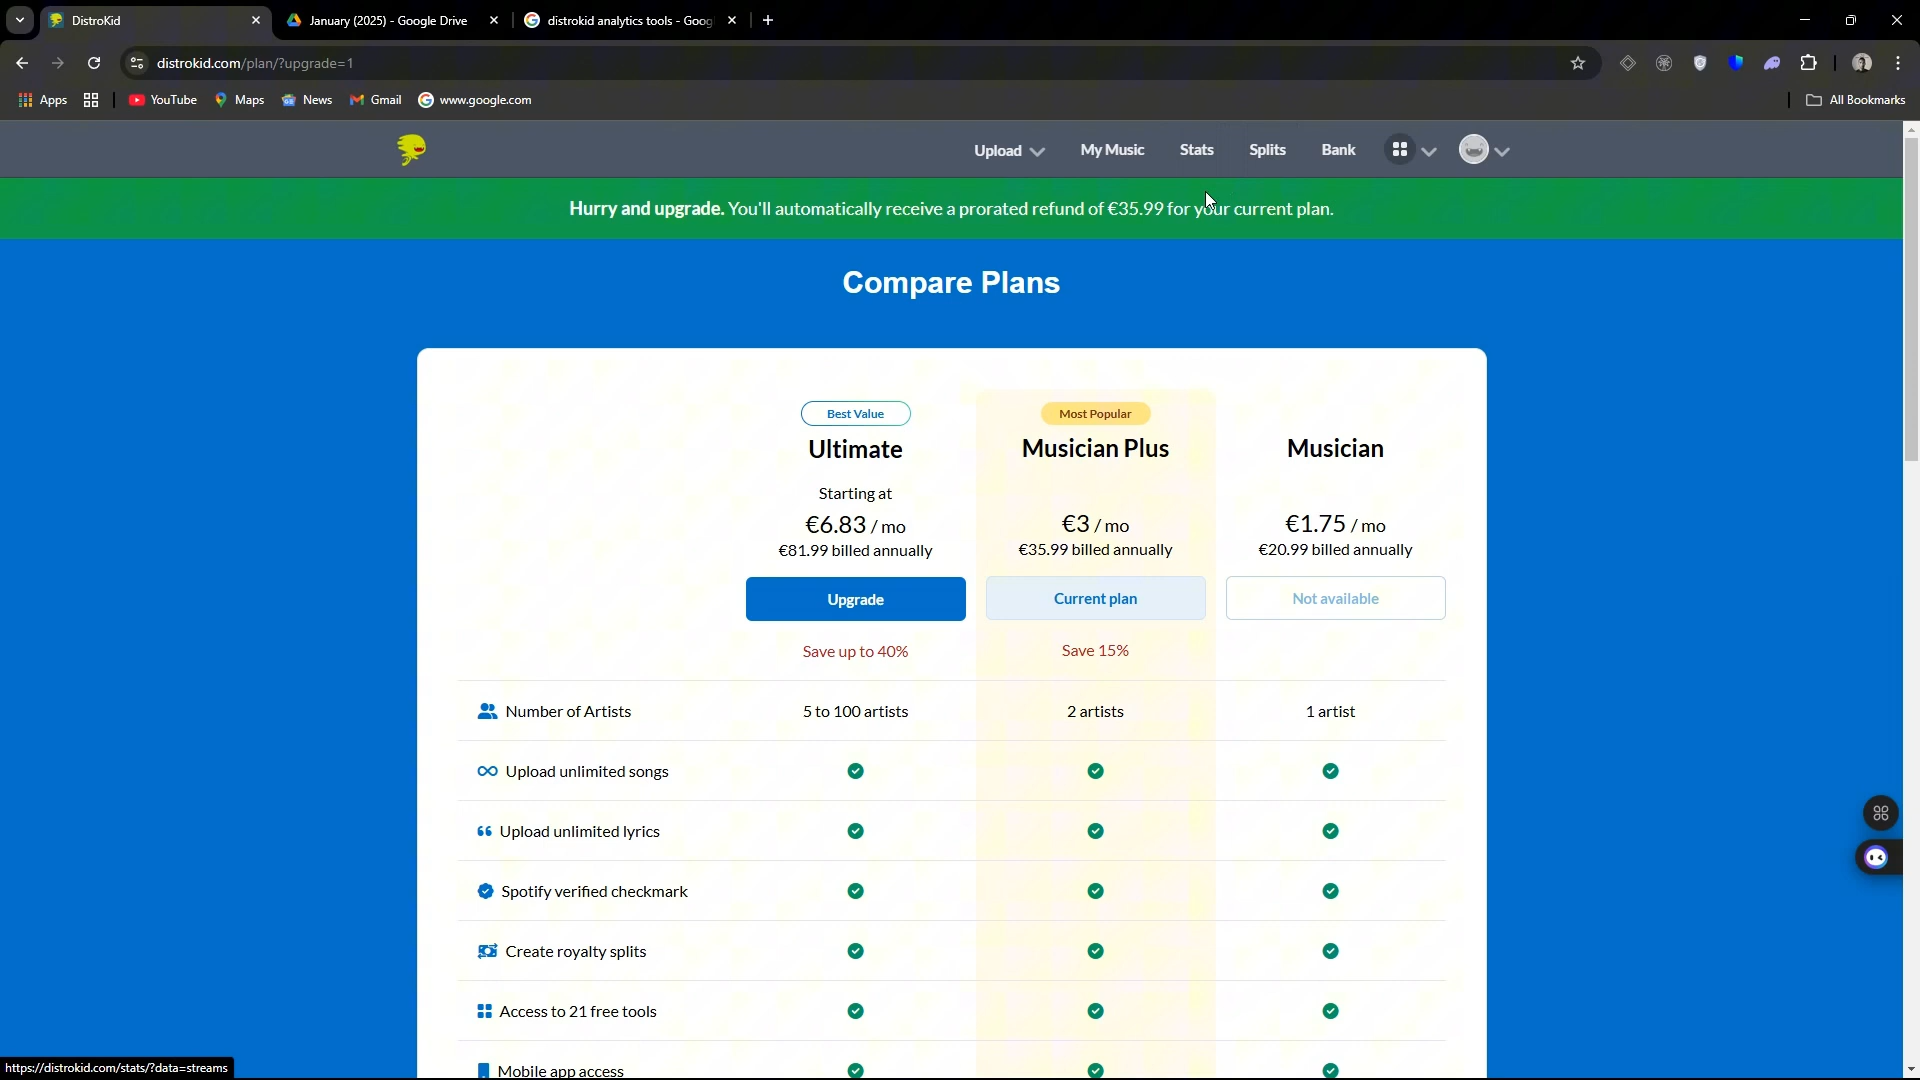 DistroKid
January (2025) - Google Drive
distrokid analytics tools - Goog
distrokid.com/plan/?upgrade=1
Apps
YouTube
Maps
News
Gmail
www.google.com
All Bookmarks
Upload
My Music
Stats
Splits
Bank
Hurry and upgrade. You'll automatically receive a prorated refund of €35.99 for your current plan.
Compare Plans
Best Value
Most Popular
Ultimate
Musician Plus
Musician
Starting at
€6.83 / mo
€3 / mo
€1.75 / mo
€81.99 billed annually
€35.99 billed annually
€20.99 billed annually
Upgrade
Current plan
Not available
Save up to 40%
Save 15%
Number of Artists
5 to 100 artists
2 artists
1 artist
Upload unlimited songs
Upload unlimited lyrics
Spotify verified checkmark
Create royalty splits
Access to 21 free tools
Mobile app access
https://distrokid.com/stats/?data=streams